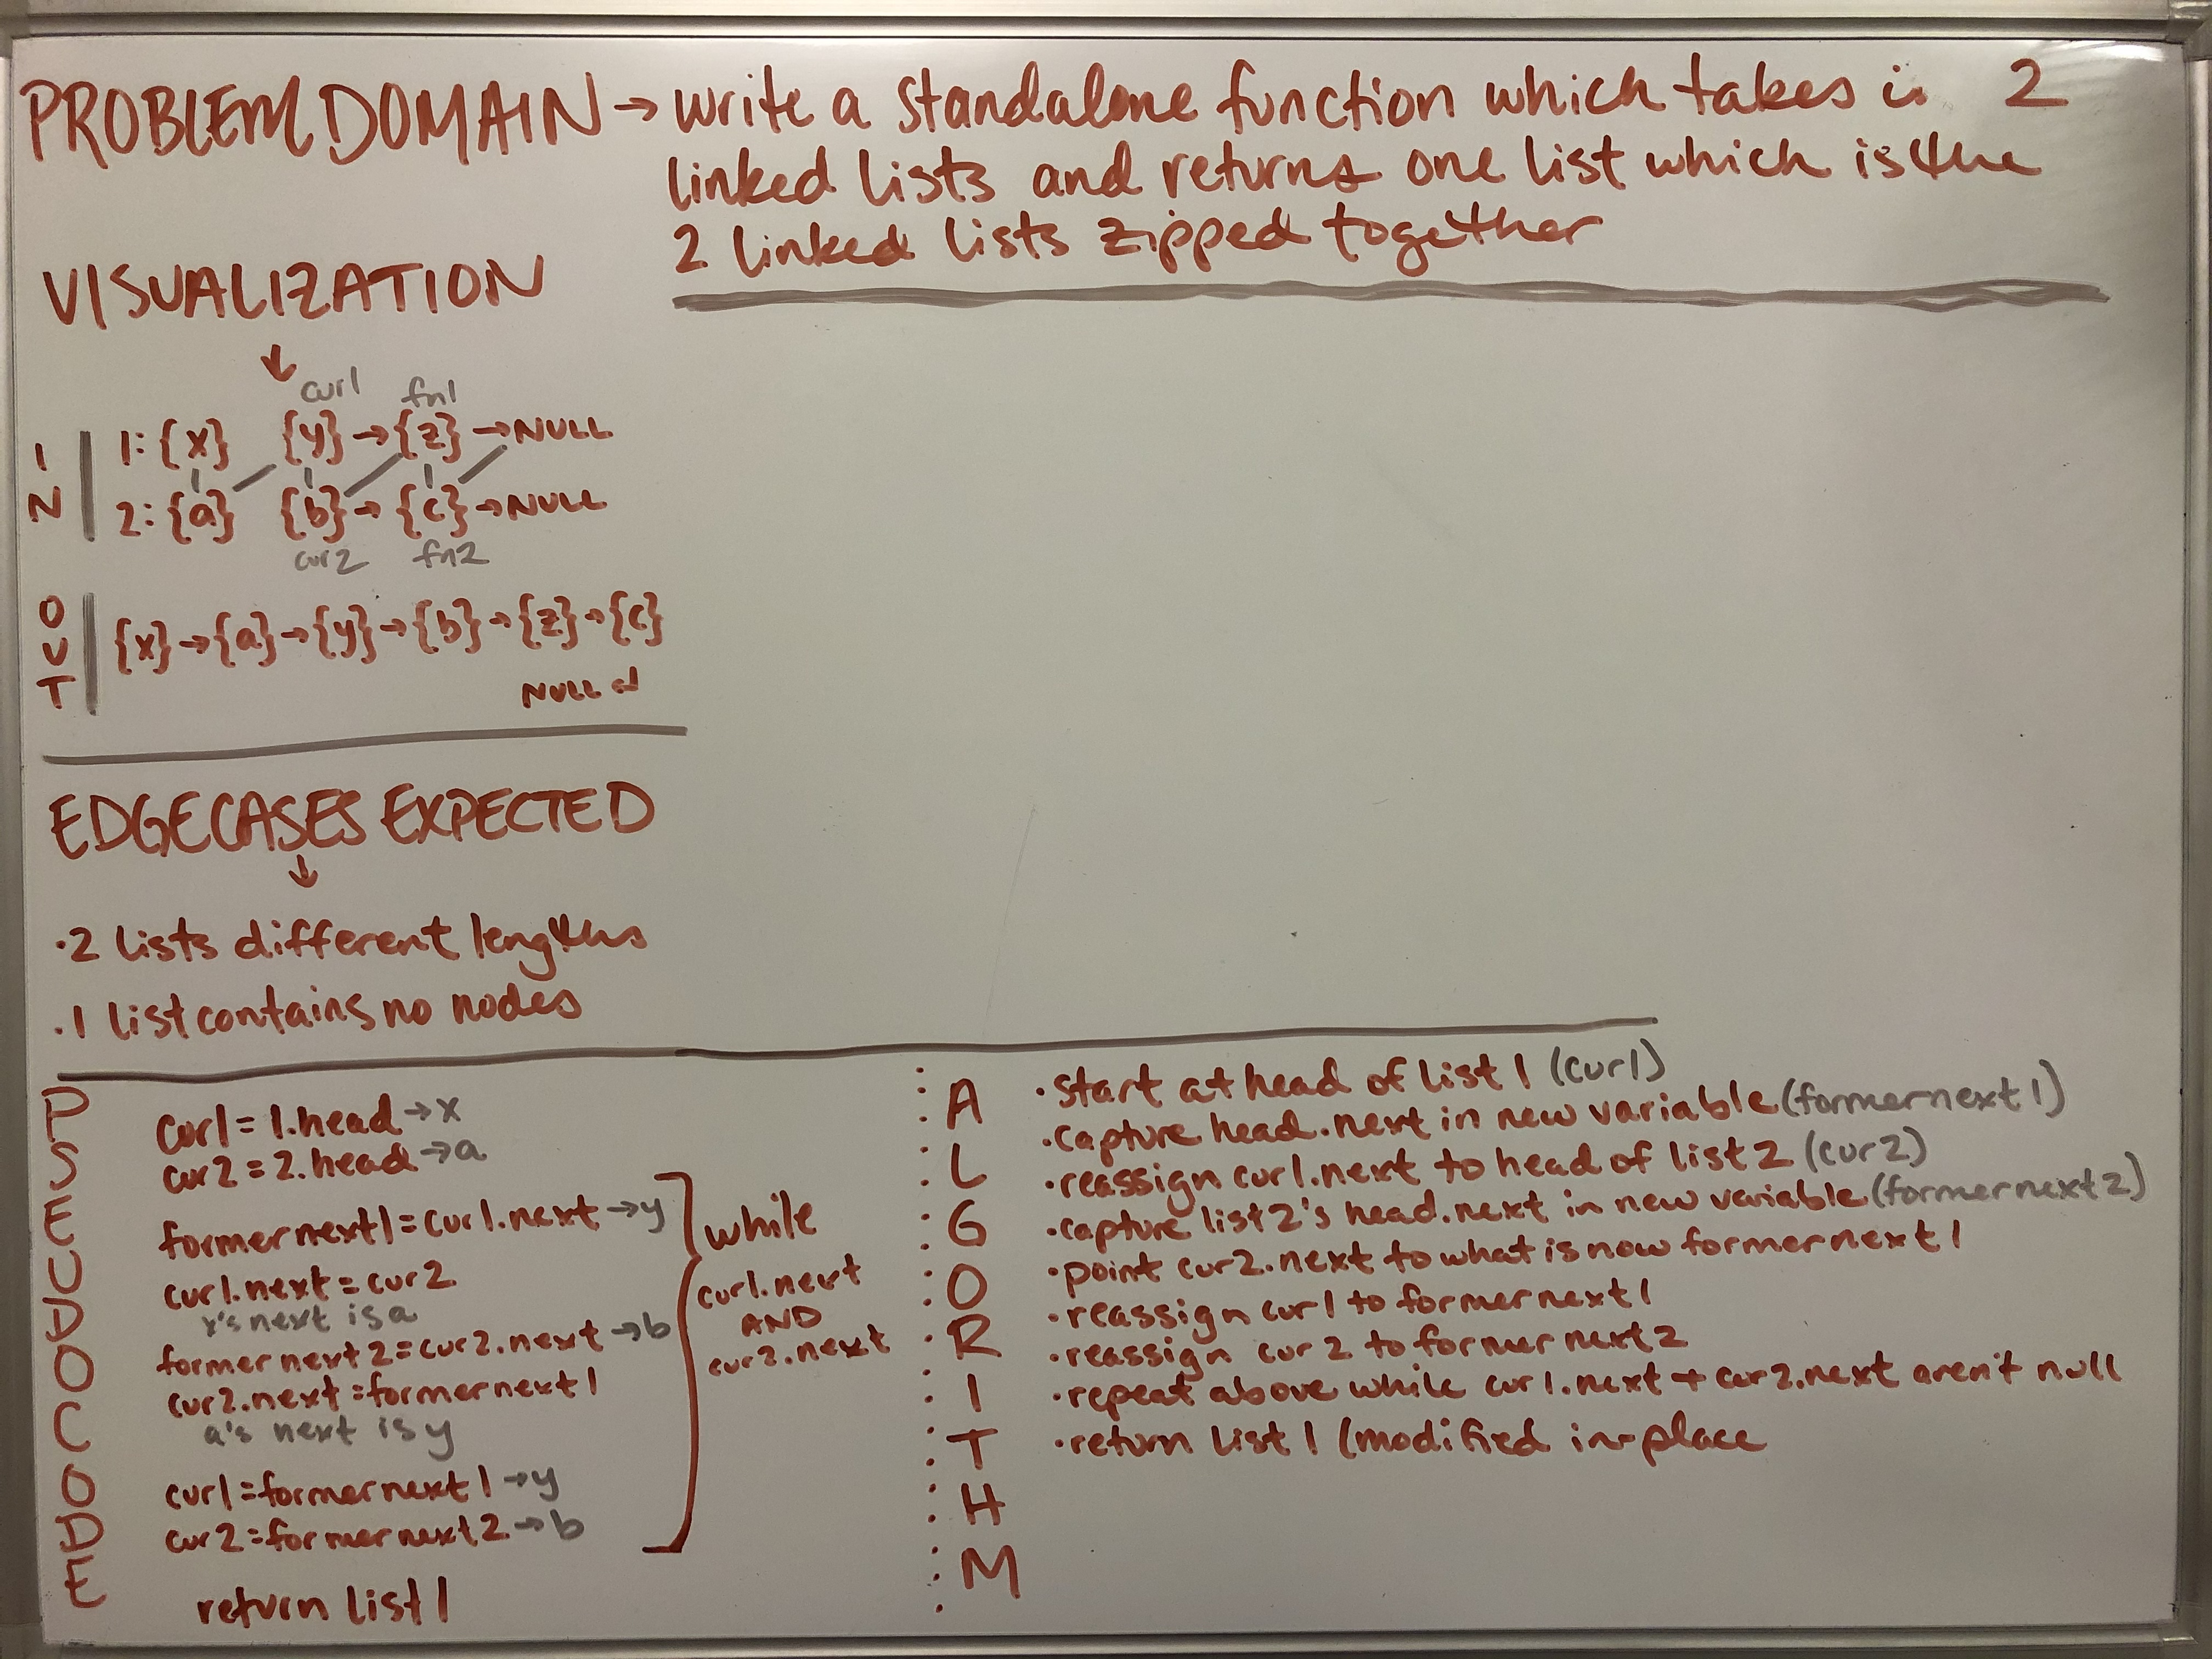 PROBLEM DOMAIN → write a standalone function which takes i 2
linked lists and returns one list which is the
2 linked lists zipped together
VISUALIZATION
↓
cur1 fn1
IN
1: {x} {y} → {z} → NULL
2: {a} {b} → {c} → NULL
cur2 fn2
OUT
{x} → {a} → {y} → {b} → {z} → {c}
NULL ↵
EDGECASES EXPECTED
↓
· 2 lists different lengths
· 1 list contains no nodes
PSEUDOCODE
cur1 = 1.head → x
cur2 = 2.head → a
formernext1 = cur1.next → y
cur1.next = cur2
x's next is a
formernext2 = cur2.next → b
cur2.next = formernext1
a's next is y
cur1 = formernext1 → y
cur2 = formernext2 → b
return list1
while
cur1.next
AND
cur2.next
ALGORITHM
· start at head of list 1 (cur1)
· capture head.next in new variable (formernext1)
· reassign cur1.next to head of list 2 (cur2)
· capture list 2's head.next in new variable (formernext2)
· point cur2.next to what is now formernext1
· reassign cur1 to formernext1
· reassign cur2 to formernext2
· repeat above while cur1.next + cur2.next aren't null
· return list 1 (modified in-place